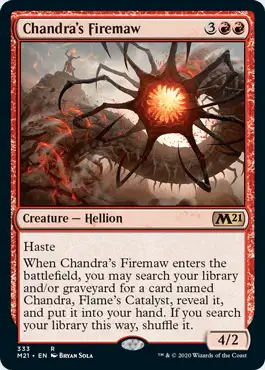 Chandra's Firemaw 3
Creature — Hellion M21
Haste
When Chandra's Firemaw enters the
battlefield, you may search your library
and/or graveyard for a card named
Chandra, Flame's Catalyst, reveal it,
and put it into your hand. If you search
your library this way, shuffle it.
4/2
333 R
M21 • EN Bryan Sola ™ & © 2020 Wizards of the Coast